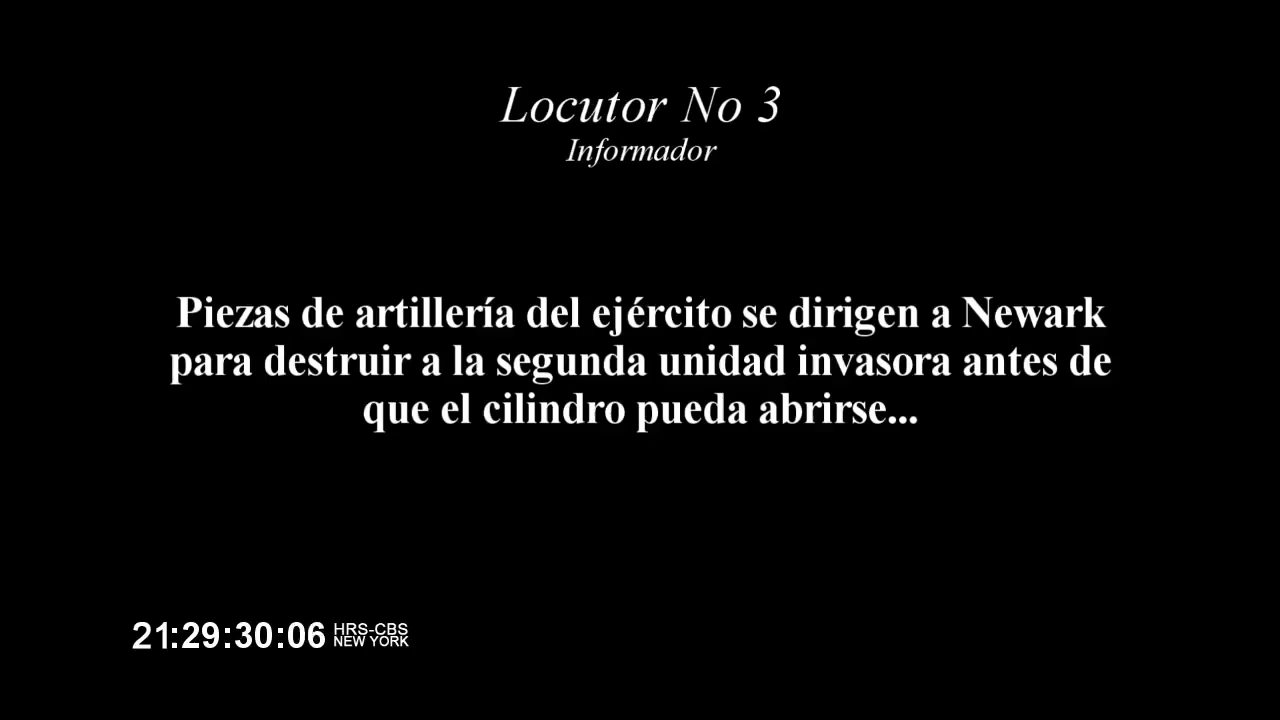 Locutor No 3
Informador
Piezas de artillería del ejército se dirigen a Newark
para destruir a la segunda unidad invasora antes de
que el cilindro pueda abrirse...
21:29:30:06 HRS-CBS
NEW YORK